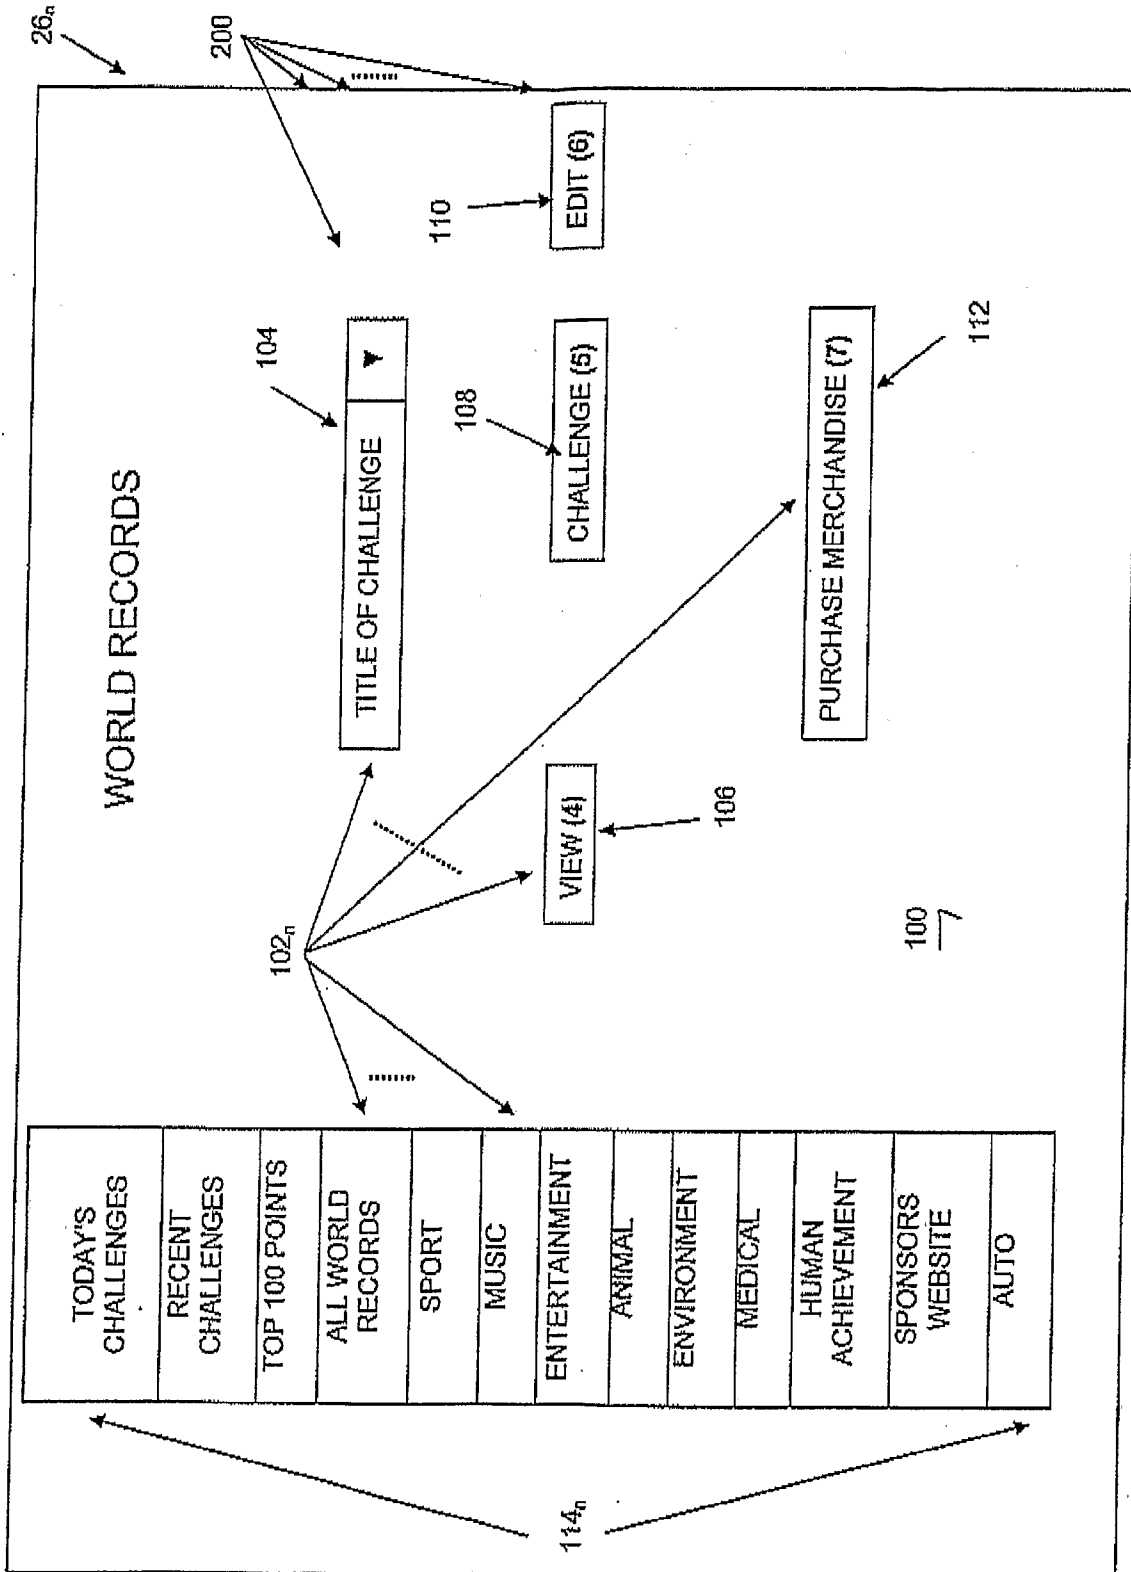 26n
200
WORLD RECORDS
104
TITLE OF CHALLENGE
110
108
102n
VIEW (4)
CHALLENGE (5)
EDIT (6)
106
PURCHASE MERCHANDISE (7)
112
100
TODAY'S
CHALLENGES
RECENT
CHALLENGES
TOP 100 POINTS
ALL WORLD
RECORDS
SPORT
MUSIC
ENTERTAINMENT
ANIMAL
ENVIRONMENT
MEDICAL
HUMAN
ACHIEVEMENT
SPONSORS
WEBSITE
AUTO
114n